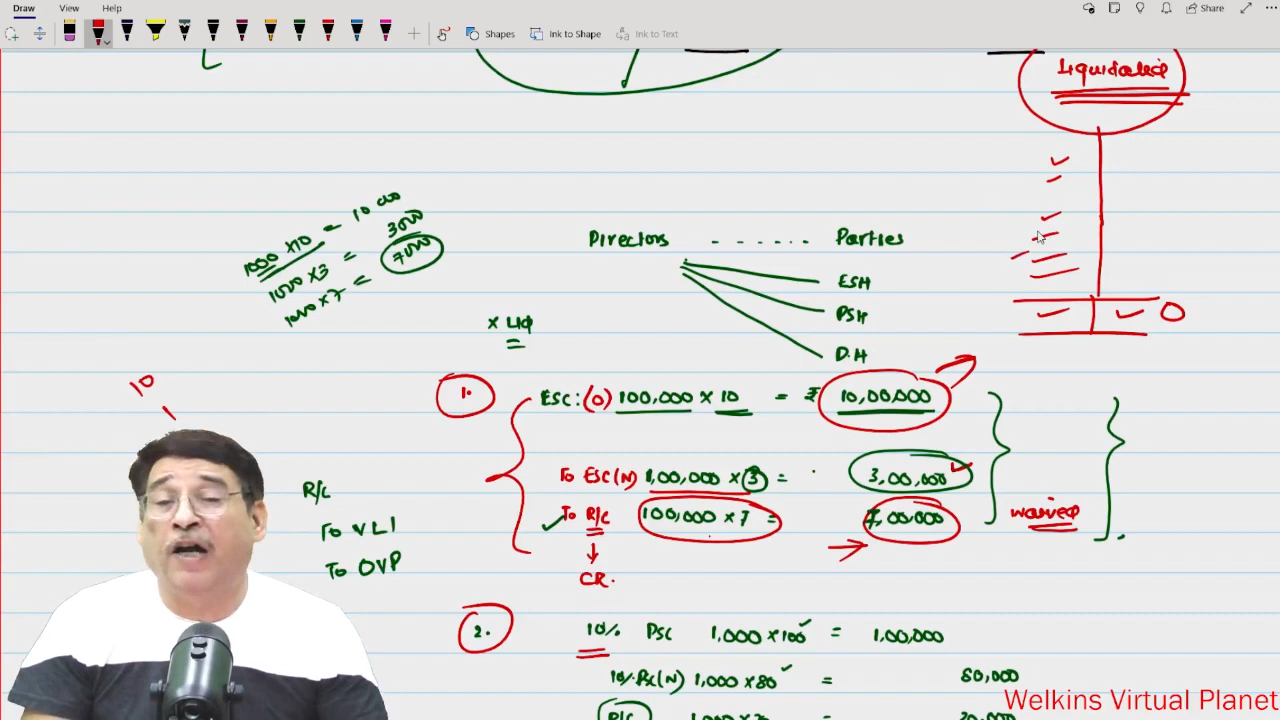 Draw View Help
Share
Shapes Ink to Shape Ink to Text
Liquidated
1000 x 10 = 10 000
1000 x 3 = 3000
1000 x 7 = 7000
Directors - - - - - - Parties
ESH
PSH
D.H
x LIQ
10
1. ESC: (O) 100,000 x 10 = ₹ 10,00,000
To ESC(N) 1,00,000 x 3 = 3,00,000
To R/C 100,000 x 7 = 7,00,000 waived
CR.
R/C
To VLI
To OVP
2. 10% PSC 1,000 x 100 = 1,00,000
10% PSC(N) 1,000 x 80 = 80,000
R/C
Welkins Virtual Planet